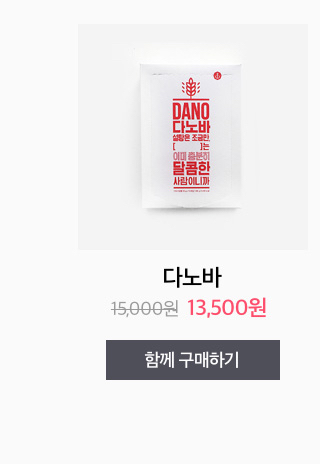 DANO
다노바
설탕은 조금만,
[ ]는
이미 충분히
달콤한
사람이니까
다노바
15,000원 13,500원
함께 구매하기